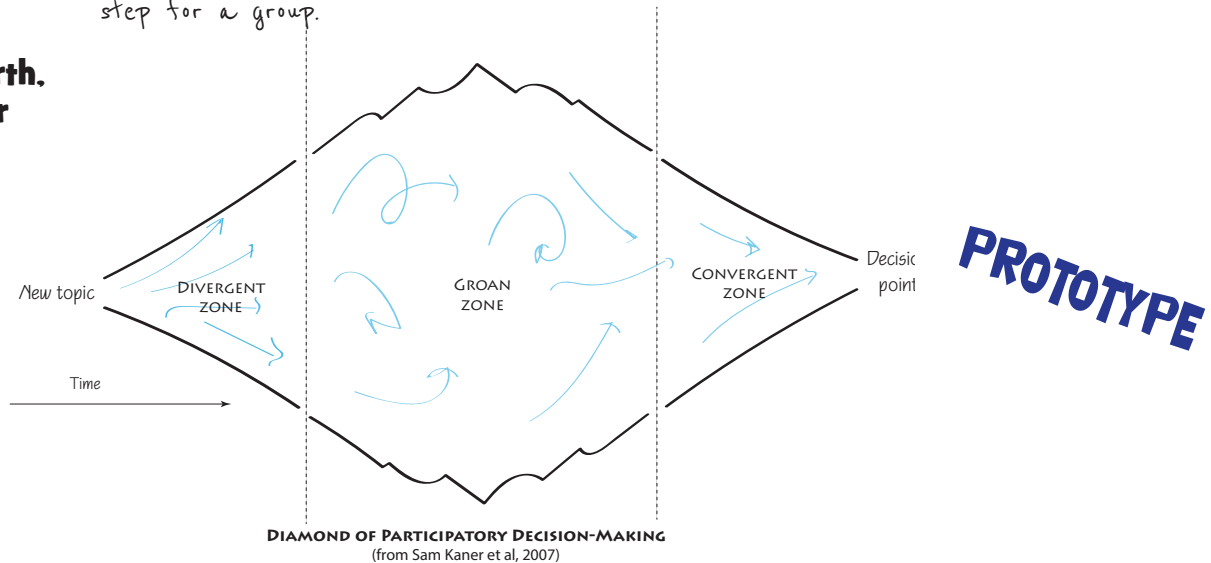 step for a group.
rth.
r
New topic
DIVERGENT
ZONE
GROAN
ZONE
CONVERGENT
ZONE
Decisic
point
PROTOTYPE
Time
DIAMOND OF PARTICIPATORY DECISION-MAKING
(from Sam Kaner et al, 2007)